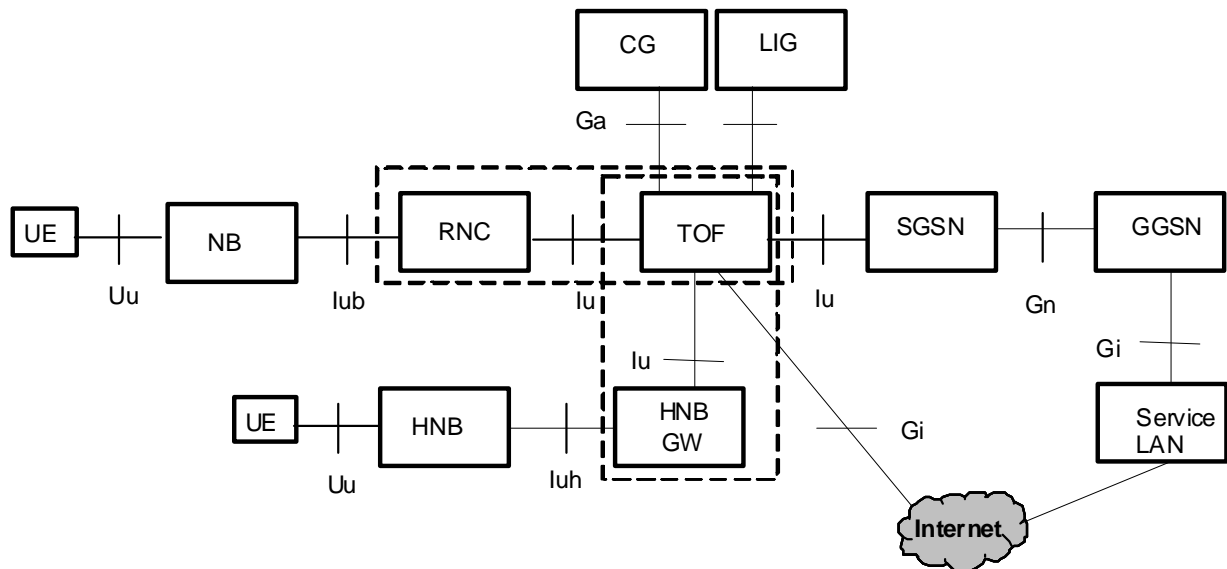 CG
LIG
Ga
UE
NB
RNC
TOF
SGSN
GGSN
Uu
Iub
Iu
Iu
Gn
Gi
Iu
UE
HNB
HNB
GW
Gi
Service
LAN
Uu
Iuh
Internet